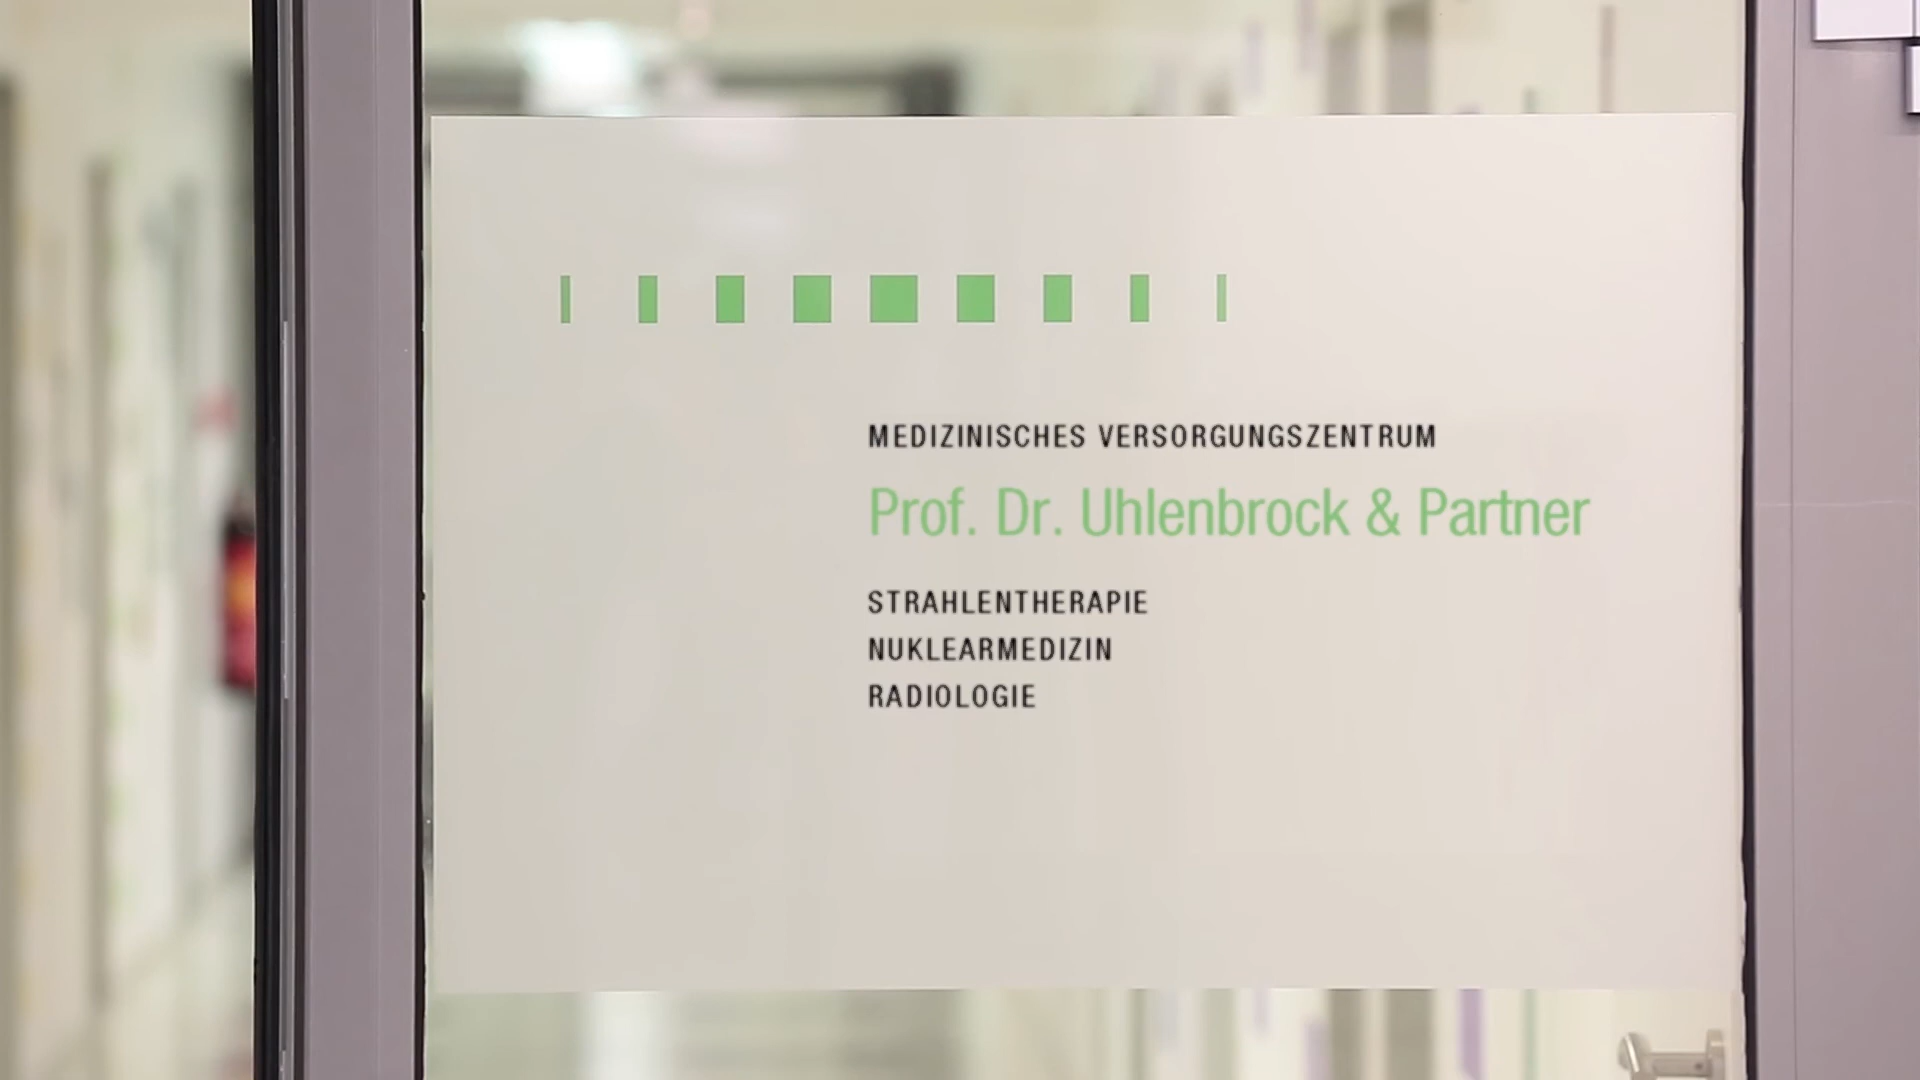 MEDIZINISCHES VERSORGUNGSZENTRUM
Prof. Dr. Uhlenbrock & Partner
STRAHLENTHERAPIE
NUKLEARMEDIZIN
RADIOLOGIE